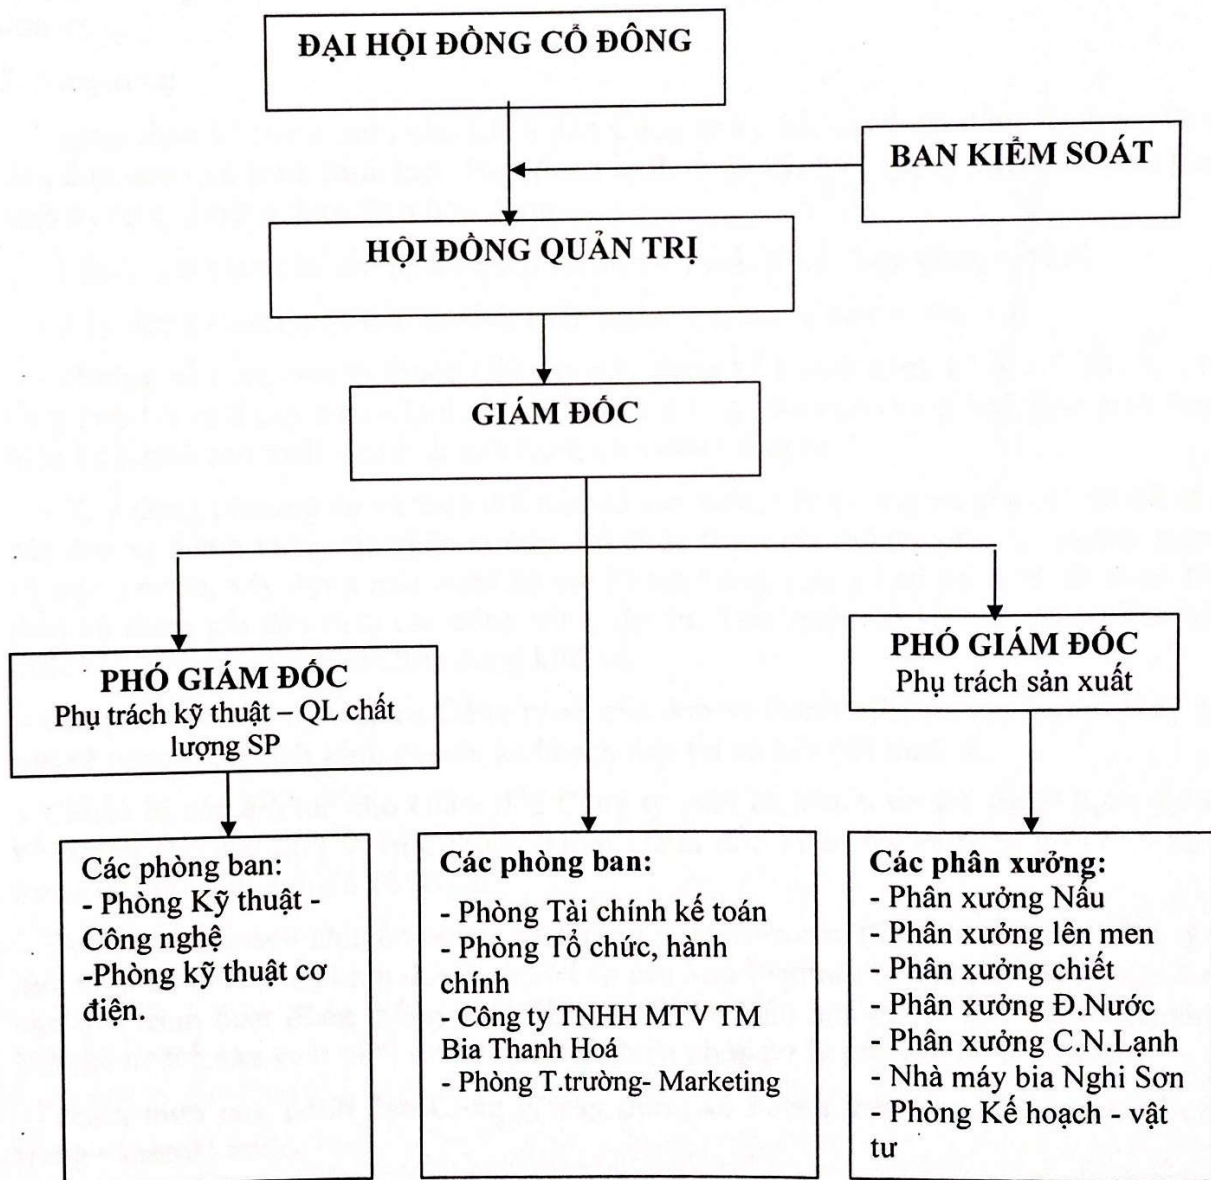 ĐẠI HỘI ĐỒNG CỔ ĐÔNG
BAN KIỂM SOÁT
HỘI ĐỒNG QUẢN TRỊ
GIÁM ĐỐC
PHÓ GIÁM ĐỐC
Phụ trách kỹ thuật – QL chất
lượng SP
PHÓ GIÁM ĐỐC
Phụ trách sản xuất
Các phòng ban:
- Phòng Kỹ thuật -
Công nghệ
-Phòng kỹ thuật cơ
điện.
Các phòng ban:
- Phòng Tài chính kế toán
- Phòng Tổ chức, hành
chính
- Công ty TNHH MTV TM
Bia Thanh Hoá
- Phòng T.trường- Marketing
Các phân xưởng:
- Phân xưởng Nấu
- Phân xưởng lên men
- Phân xưởng chiết
- Phân xưởng Đ.Nước
- Phân xưởng C.N.Lạnh
- Nhà máy bia Nghi Sơn
- Phòng Kế hoạch - vật
tư